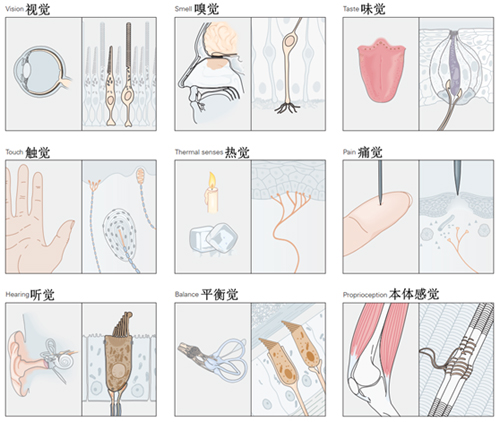 Vision 视觉
Smell 嗅觉
Taste 味觉
Touch 触觉
Thermal senses 热觉
Pain 痛觉
Hearing 听觉
Balance 平衡觉
Proprioception 本体感觉